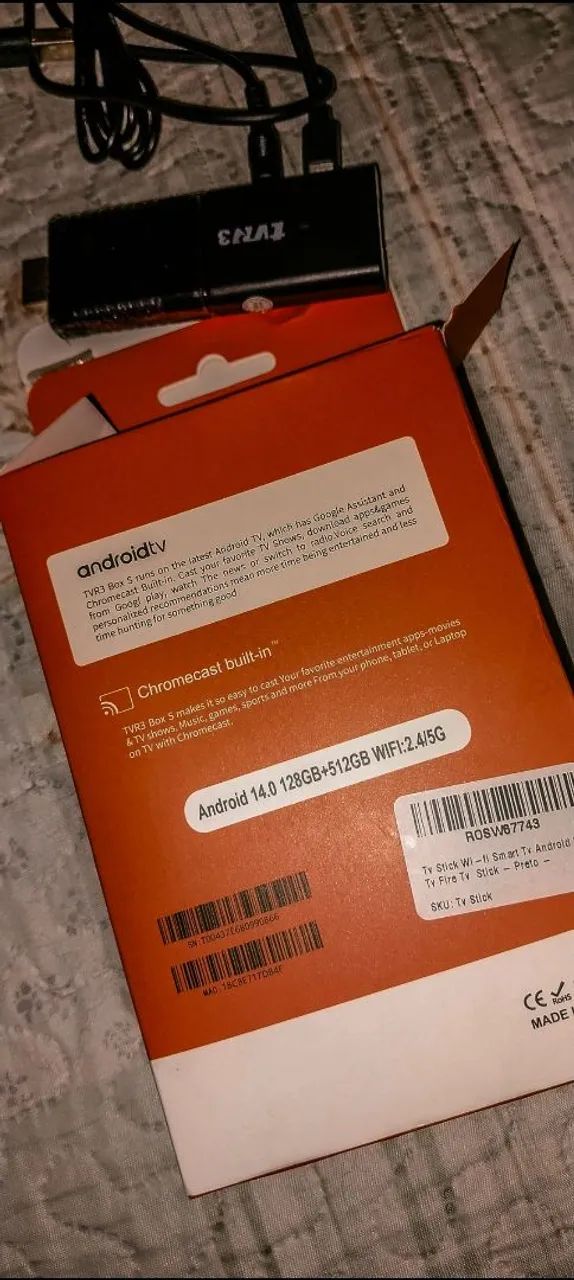 tVR3
androidtv
TVR3 Box S runs on the latest Android TV, which has Google Assistant and
Chromecast Built-in. Cast your favorite TV Shows, download apps&games
from Googl play, watch The news or switch to radio.Voice search and
personalized recommendations mean more time being entertained and less
time hunting for something good
Chromecast built-in™
TVR3 Box S makes it so easy to cast Your favorite entertainment apps-movies
& TV shows, Music, games, sports and more From your phone, tablet, or Laptop
on TV with Chromecast.
Android 14.0 128GB+512GB WIFI:2.4/5G
ROSW67743
Tv Stick Wi-fi Smart Tv Android
Tv Fire Tv Stick - Preto -
SKU: Tv Stick
CE RoHS
MADE